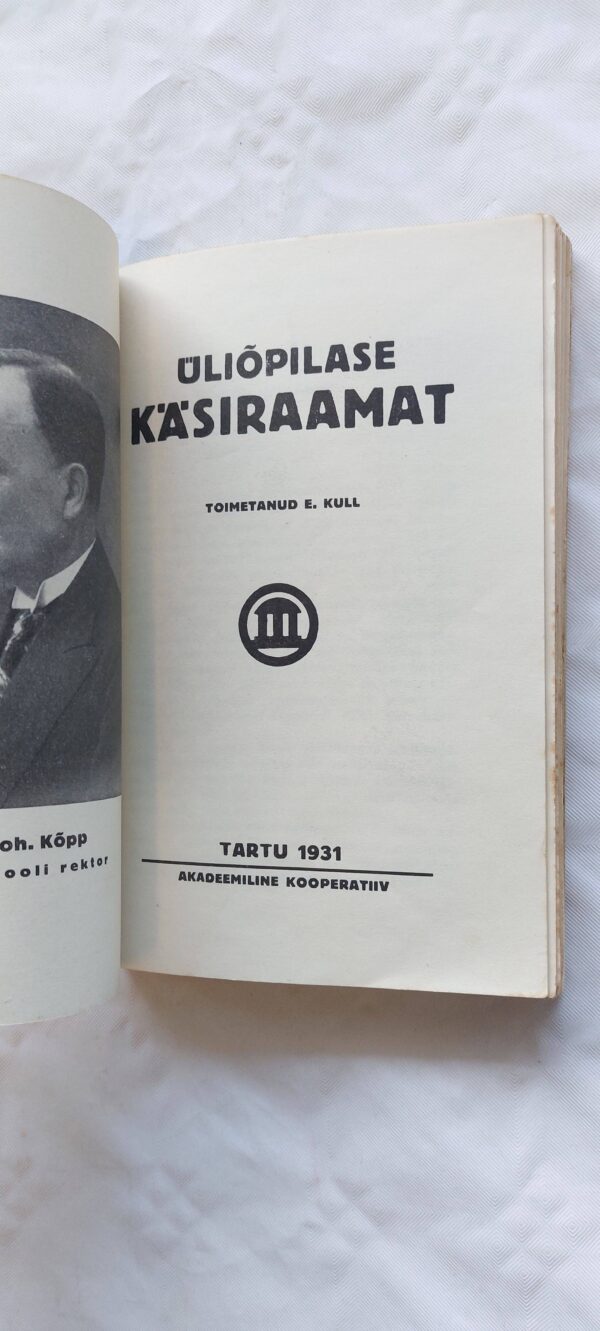 oh. Kõpp
ooli rektor
ÜLIÕPILASE
KÄSIRAAMAT
TOIMETANUD E. KULL
TARTU 1931
AKADEEMILINE KOOPERATIIV